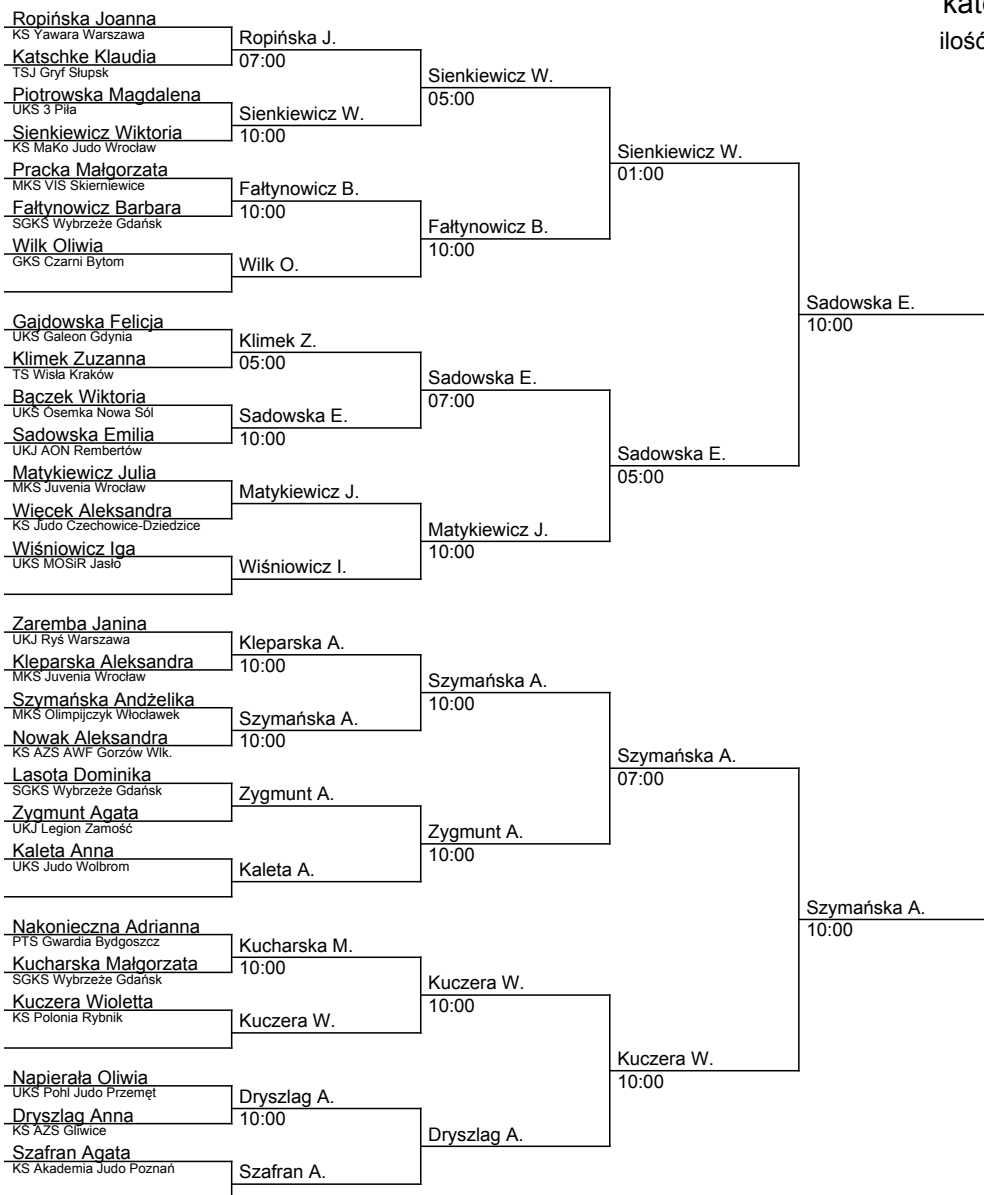 kat
ilość
Ropińska Joanna
KS Yawara Warszawa
Katschke Klaudia
TSJ Gryf Słupsk
Piotrowska Magdalena
UKS 3 Piła
Sienkiewicz Wiktoria
KS MaKo Judo Wrocław
Pracka Małgorzata
MKS VIS Skierniewice
Fałtynowicz Barbara
SGKS Wybrzeże Gdańsk
Wilk Oliwia
GKS Czarni Bytom
Gajdowska Felicja
UKS Galeon Gdynia
Klimek Zuzanna
TS Wisła Kraków
Bączek Wiktoria
UKS Ósemka Nowa Sól
Sadowska Emilia
UKJ AON Rembertów
Matykiewicz Julia
MKS Juvenia Wrocław
Więcek Aleksandra
KS Judo Czechowice-Dziedzice
Wiśniowicz Iga
UKS MOSiR Jasło
Zaremba Janina
UKJ Ryś Warszawa
Kleparska Aleksandra
MKS Juvenia Wrocław
Szymańska Andżelika
MKS Olimpijczyk Włocławek
Nowak Aleksandra
KS AZS AWF Gorzów Wlk.
Lasota Dominika
SGKS Wybrzeże Gdańsk
Zygmunt Agata
UKJ Legion Zamość
Kaleta Anna
UKS Judo Wolbrom
Nakonieczna Adrianna
PTS Gwardia Bydgoszcz
Kucharska Małgorzata
SGKS Wybrzeże Gdańsk
Kuczera Wioletta
KS Polonia Rybnik
Napierała Oliwia
UKS Pohl Judo Przemęt
Dryszlag Anna
KS AZS Gliwice
Szafran Agata
KS Akademia Judo Poznań
Ropińska J.
07:00
Sienkiewicz W.
10:00
Fałtynowicz B.
10:00
Wilk O.
Klimek Z.
05:00
Sadowska E.
10:00
Matykiewicz J.
Wiśniowicz I.
Kleparska A.
10:00
Szymańska A.
10:00
Zygmunt A.
Kaleta A.
Kucharska M.
10:00
Kuczera W.
Dryszlag A.
10:00
Szafran A.
Sienkiewicz W.
05:00
Fałtynowicz B.
10:00
Sadowska E.
07:00
Matykiewicz J.
10:00
Szymańska A.
10:00
Zygmunt A.
10:00
Kuczera W.
10:00
Dryszlag A.
Sienkiewicz W.
01:00
Sadowska E.
05:00
Szymańska A.
07:00
Kuczera W.
10:00
Sadowska E.
10:00
Szymańska A.
10:00